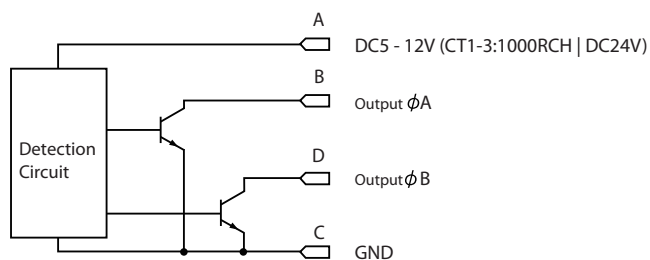 A
DC5 - 12V (CT1-3:1000RCH | DC24V)
B
Output ϕA
Detection
Circuit
D
Output ϕB
C
GND